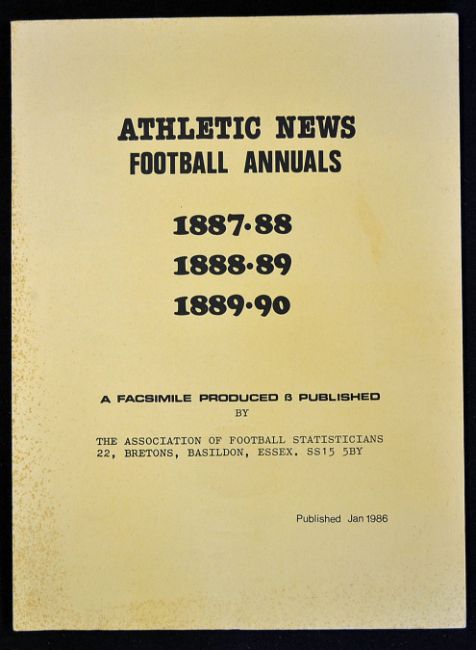 ATHLETIC NEWS
FOOTBALL ANNUALS
1887·88
1888·89
1889·90
A FACSIMILE PRODUCED & PUBLISHED
BY
THE ASSOCIATION OF FOOTBALL STATISTICIANS
22, BRETONS, BASILDON, ESSEX. SS15 5BY
Published Jan 1986